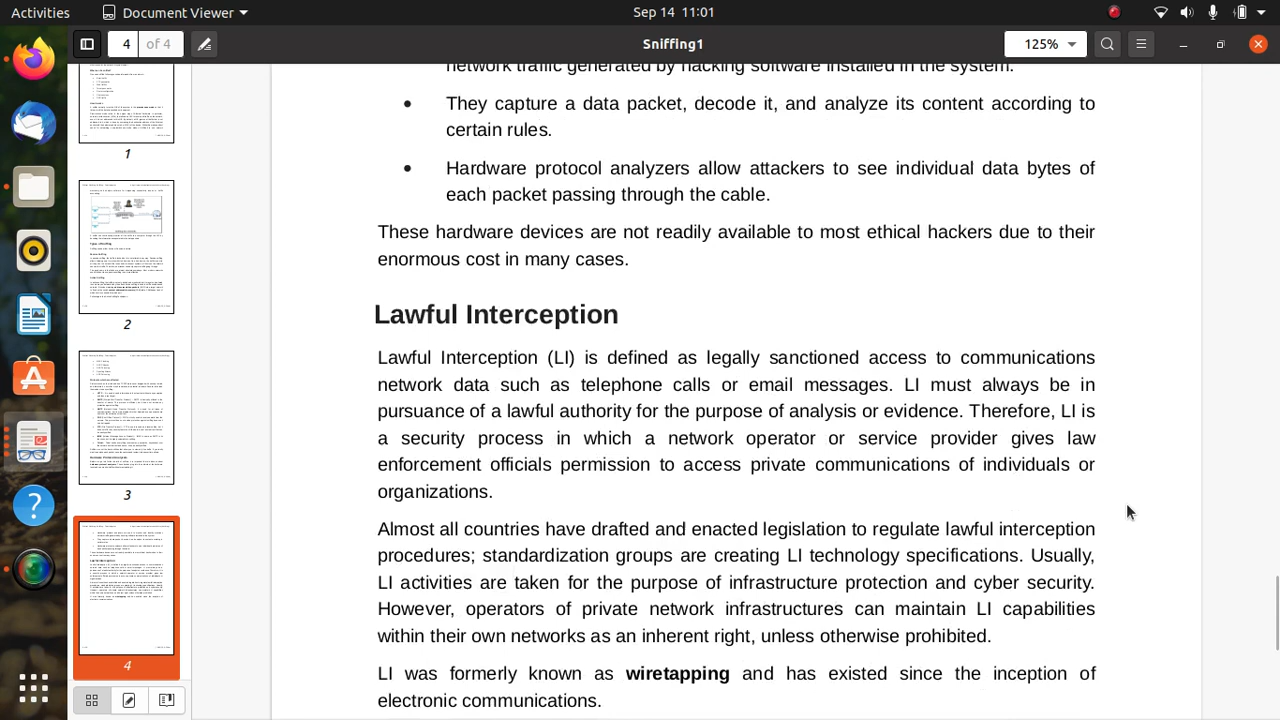 Activities
Document Viewer
Sep 14 11:01
4
of 4
Sniffing1
125%
1
2
3
4
They capture a data packet, decode it, and analyze its content according to
certain rules.
Hardware protocol analyzers allow attackers to see individual data bytes of
each packet passing through the cable.
These hardware devices are not readily available to most ethical hackers due to their
enormous cost in many cases.
Lawful Interception
Lawful Interception (LI) is defined as legally sanctioned access to communications
network data such as telephone calls or email messages. LI must always be in
pursuance of a lawful authority for the purpose of analysis or evidence. Therefore, LI is
a security process in which a network operator or service provider gives law
enforcement officials permission to access private communications of individuals or
organizations.
Almost all countries have drafted and enacted legislation to regulate lawful interception
procedures; standardization groups are creating LI technology specifications. Usually,
LI activities are taken for the purpose of infrastructure protection and cyber security.
However, operators of private network infrastructures can maintain LI capabilities
within their own networks as an inherent right, unless otherwise prohibited.
LI was formerly known as wiretapping and has existed since the inception of
electronic communications.